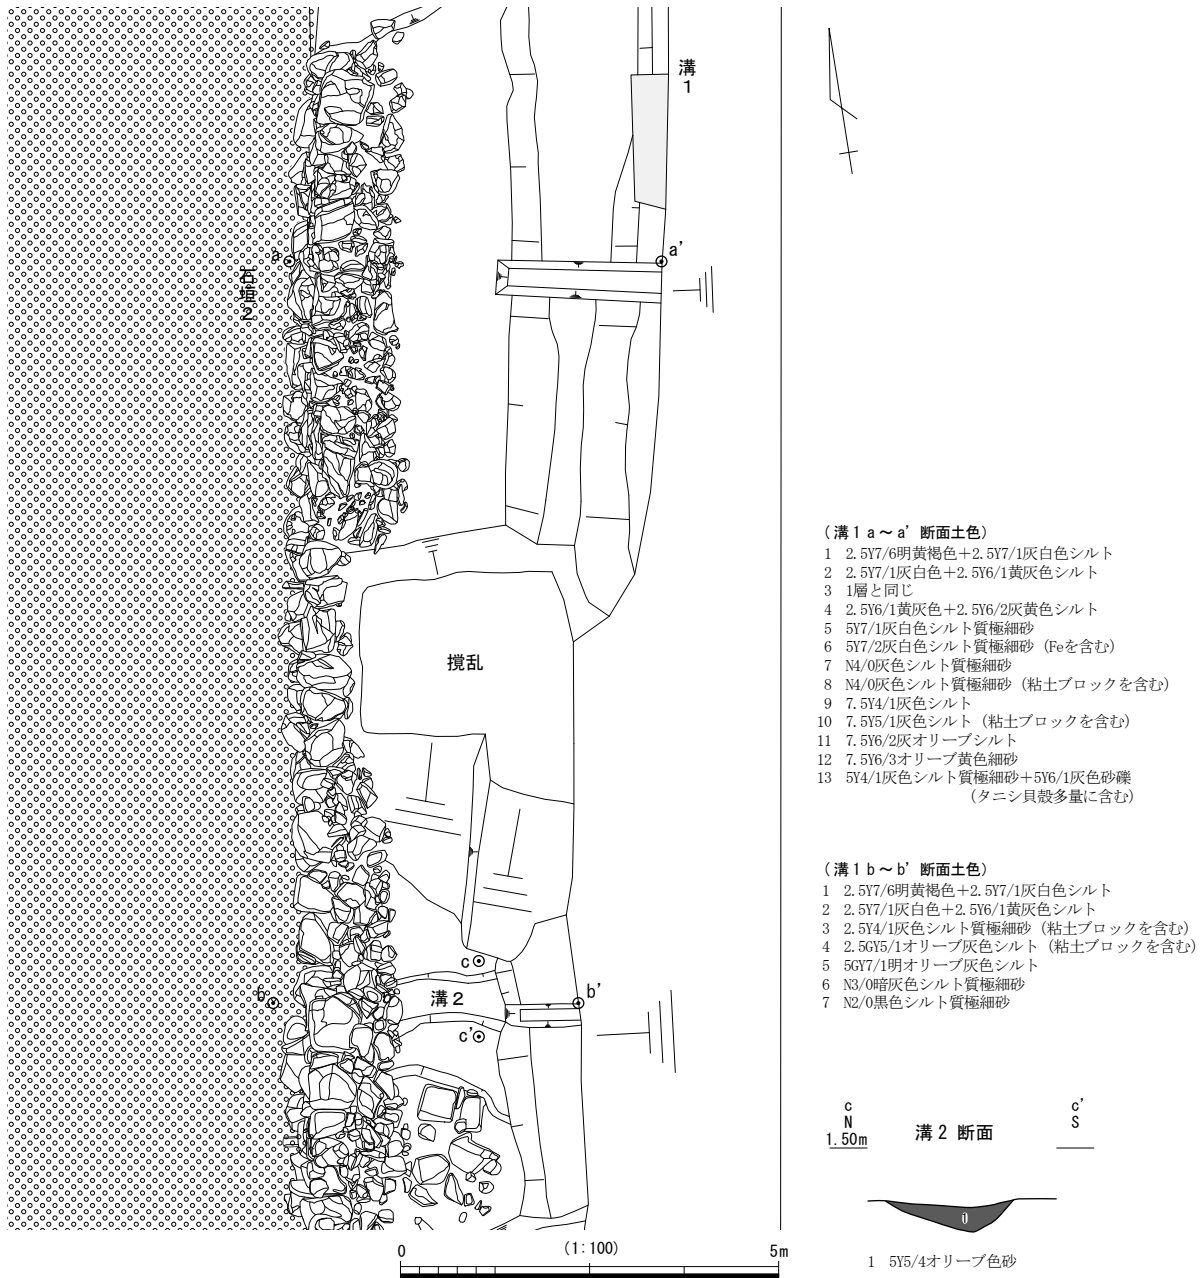 溝1
a
a'
石垣2
攪乱
c
溝2
b
b'
c'
0
(1:100)
5m
(溝1 a~a' 断面土色)
1 2.5Y7/6明黄褐色+2.5Y7/1灰白色シルト
2 2.5Y7/1灰白色+2.5Y6/1黄灰色シルト
3 1層と同じ
4 2.5Y6/1黄灰色+2.5Y6/2灰黄色シルト
5 5Y7/1灰白色シルト質極細砂
6 5Y7/2灰白色シルト質極細砂(Feを含む)
7 N4/0灰色シルト質極細砂
8 N4/0灰色シルト質極細砂(粘土ブロックを含む)
9 7.5Y4/1灰色シルト
10 7.5Y5/1灰色シルト(粘土ブロックを含む)
11 7.5Y6/2灰オリーブシルト
12 7.5Y6/3オリーブ黄色細砂
13 5Y4/1灰色シルト質極細砂+5Y6/1灰色砂礫
(タニシ貝殻多量に含む)
(溝1 b~b' 断面土色)
1 2.5Y7/6明黄褐色+2.5Y7/1灰白色シルト
2 2.5Y7/1灰白色+2.5Y6/1黄灰色シルト
3 2.5Y4/1灰色シルト質極細砂(粘土ブロックを含む)
4 2.5GY5/1オリーブ灰色シルト(粘土ブロックを含む)
5 5GY7/1明オリーブ灰色シルト
6 N3/0暗灰色シルト質極細砂
7 N2/0黒色シルト質極細砂
c
N
1.50m
溝2 断面
c'
S
1 5Y5/4オリーブ色砂